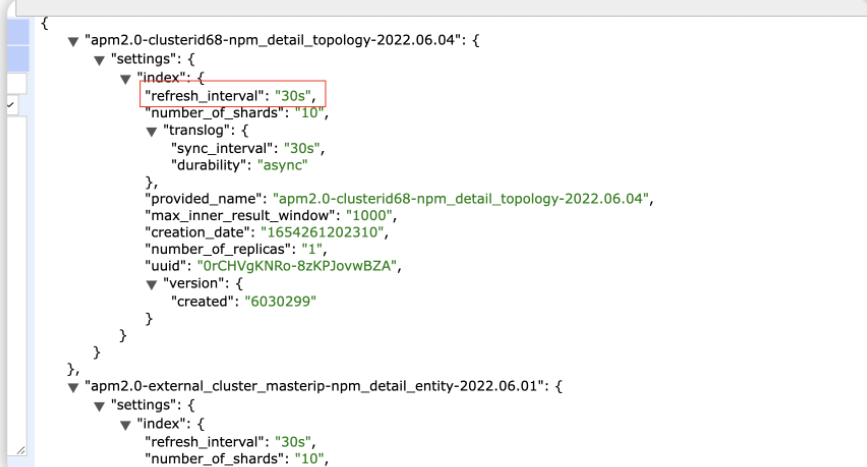 {
"apm2.0-clusterid68-npm_detail_topology-2022.06.04": {
"settings": {
"index": {
"refresh_interval": "30s",
"number_of_shards": "10",
"translog": {
"sync_interval": "30s",
"durability": "async"
},
"provided_name": "apm2.0-clusterid68-npm_detail_topology-2022.06.04",
"max_inner_result_window": "1000",
"creation_date": "1654261202310",
"number_of_replicas": "1",
"uuid": "0rCHVgKNRo-8zKPJovwBZA",
"version": {
"created": "6030299"
}
}
}
},
"apm2.0-external_cluster_masterip-npm_detail_entity-2022.06.01": {
"settings": {
"index": {
"refresh_interval": "30s",
"number_of_shards": "10",